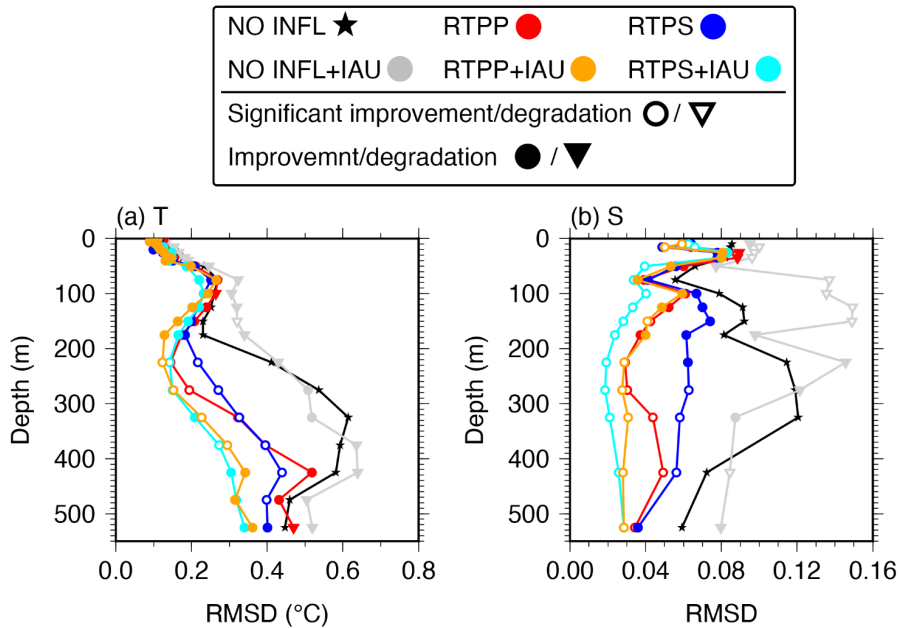 NO INFL RTPP RTPS
NO INFL+IAU RTPP+IAU RTPS+IAU
Significant improvement/degradation /
Improvemnt/degradation /
(a) T
0
100
200
300
400
500
Depth (m)
0.0 0.2 0.4 0.6 0.8
RMSD (°C)
(b) S
0
100
200
300
400
500
Depth (m)
0.00 0.04 0.08 0.12 0.16
RMSD